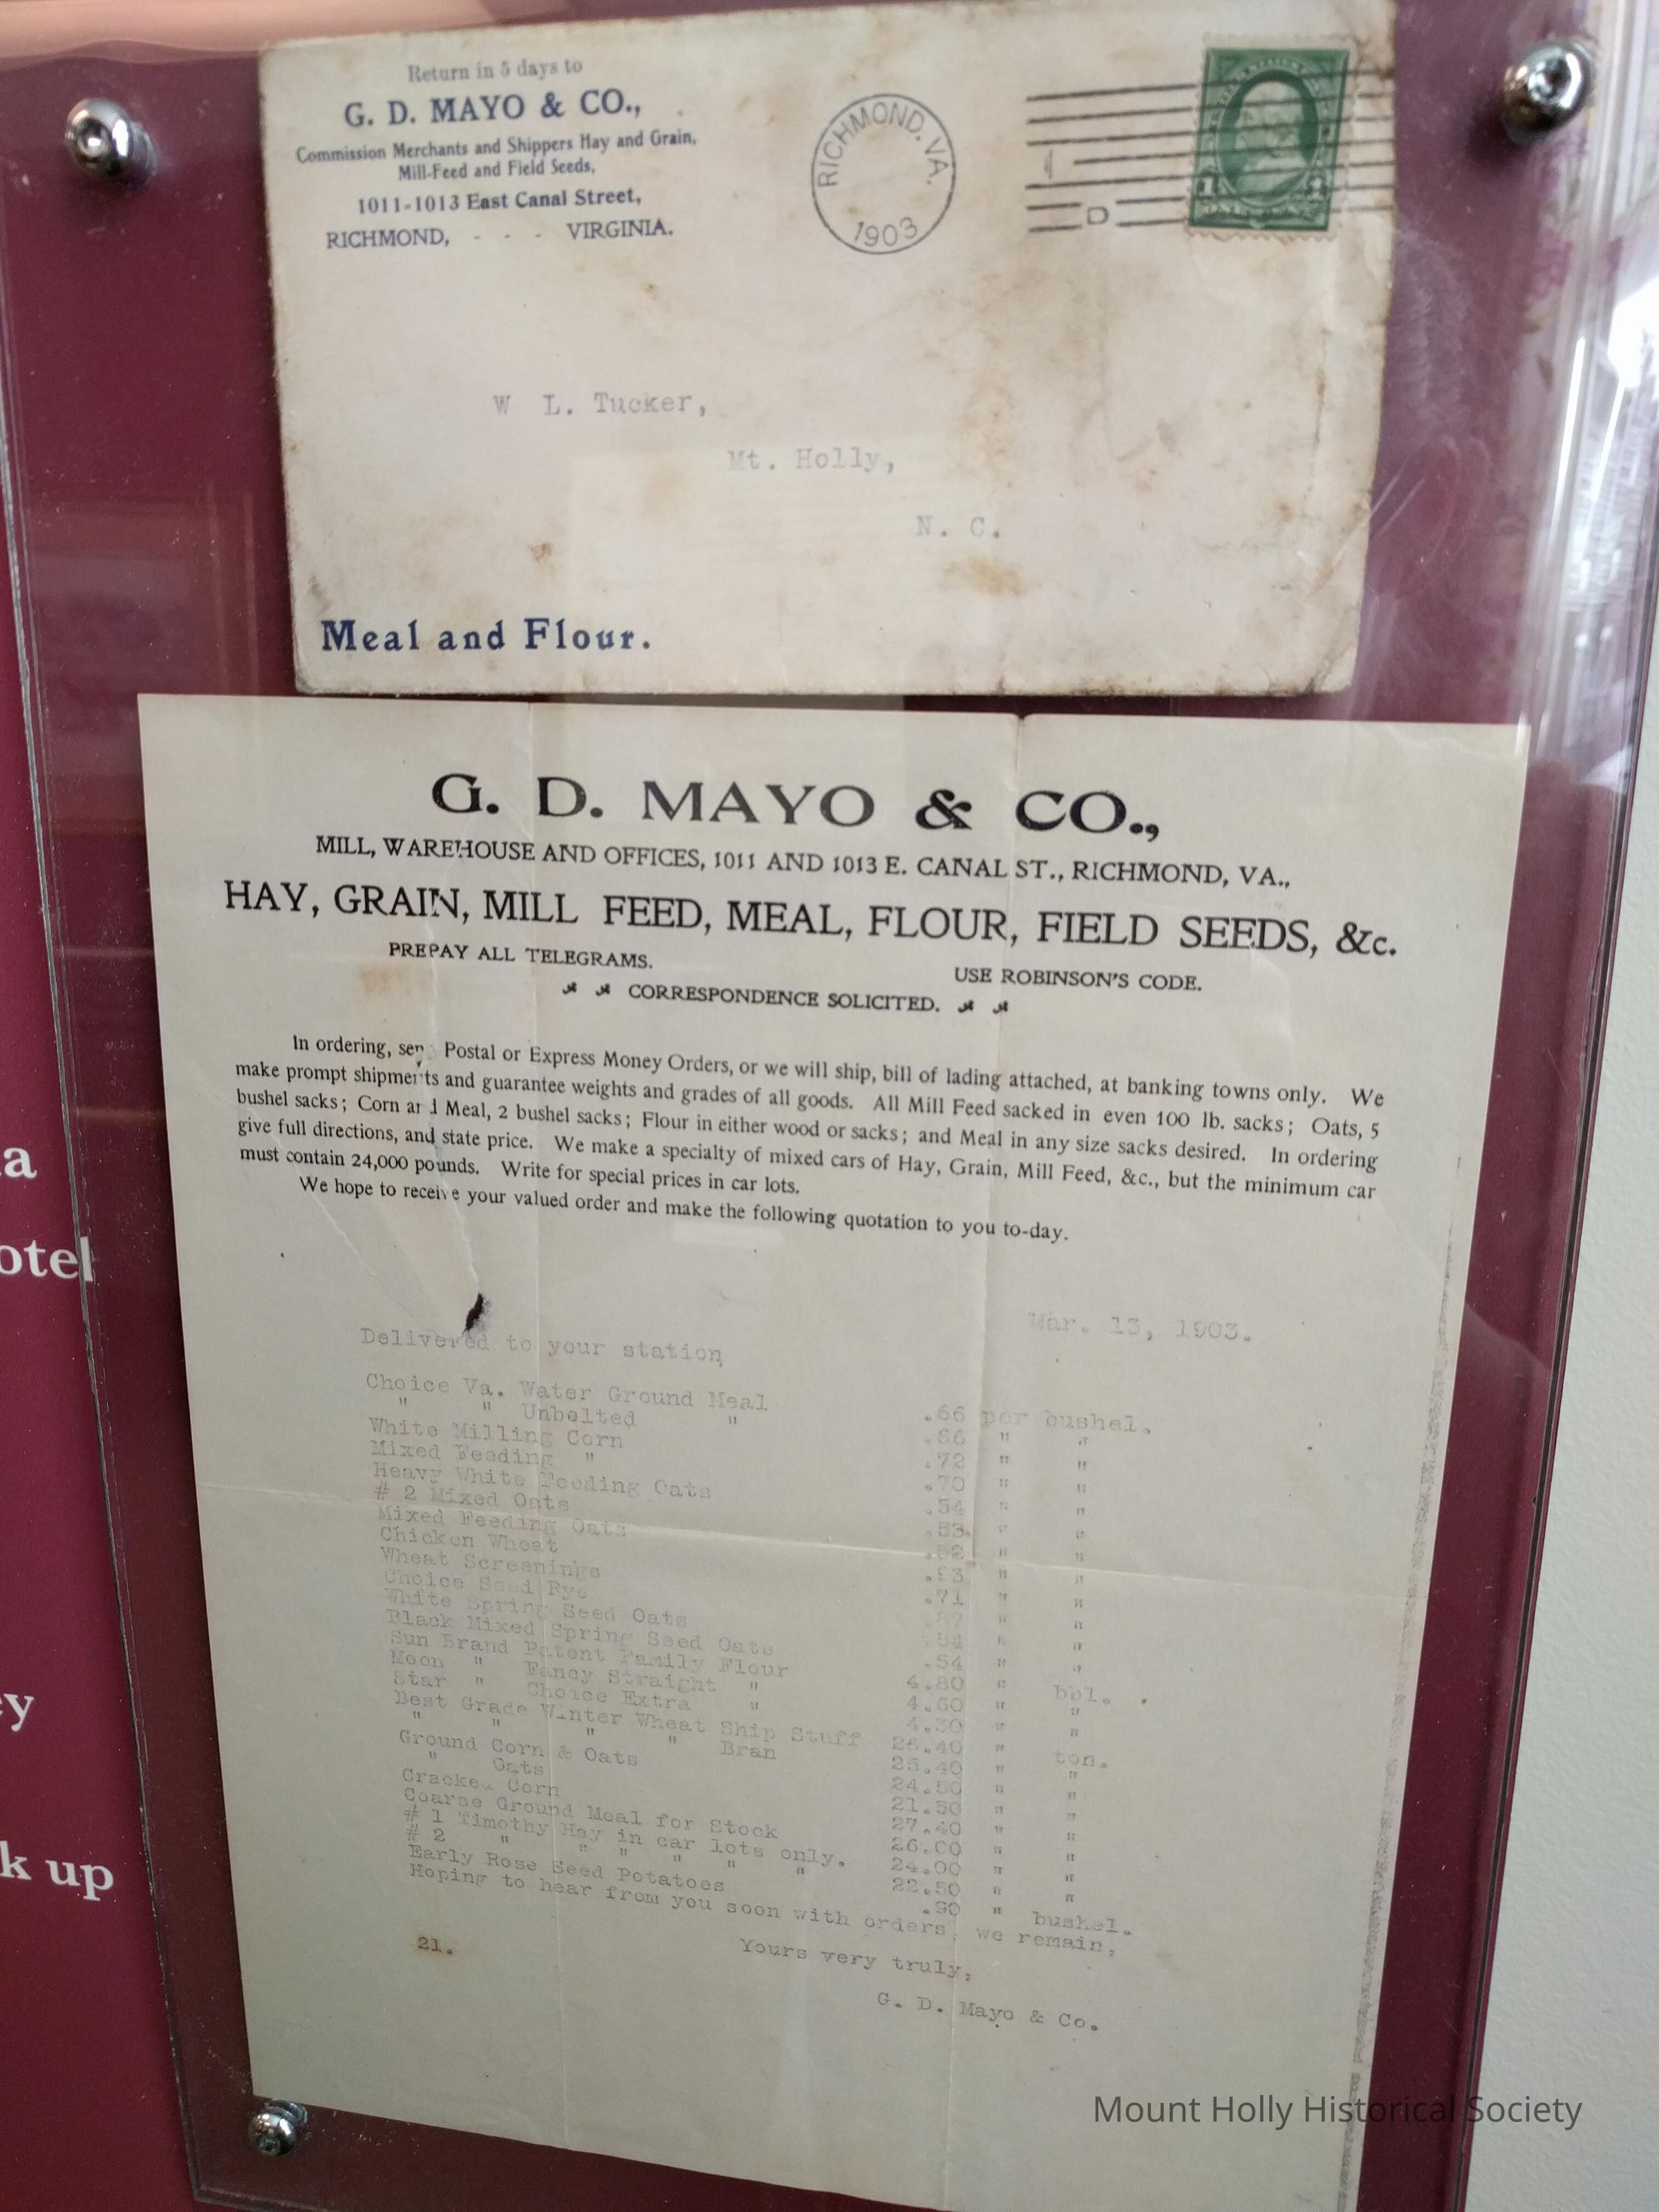 Return in 5 days to
G. D. MAYO & CO.,
Commission Merchants and Shippers Hay and Grain,
Mill-Feed and Field Seeds,
1011-1013 East Canal Street,
RICHMOND, - - - VIRGINIA.
RICHMOND, VA.
1903
D
1 1
W L. Tucker,
Mt. Holly,
N. C.
Meal and Flour.
G. D. MAYO & CO.,
MILL, WAREHOUSE AND OFFICES, 1011 AND 1013 E. CANAL ST., RICHMOND, VA.,
HAY, GRAIN, MILL FEED, MEAL, FLOUR, FIELD SEEDS, &c.
PREPAY ALL TELEGRAMS. USE ROBINSON'S CODE.
CORRESPONDENCE SOLICITED.
In ordering, send Postal or Express Money Orders, or we will ship, bill of lading attached, at banking towns only. We
make prompt shipments and guarantee weights and grades of all goods. All Mill Feed sacked in even 100 lb. sacks; Oats, 5
bushel sacks; Corn and Meal, 2 bushel sacks; Flour in either wood or sacks; and Meal in any size sacks desired. In ordering
give full directions, and state price. We make a specialty of mixed cars of Hay, Grain, Mill Feed, &c., but the minimum car
must contain 24,000 pounds. Write for special prices in car lots.
We hope to receive your valued order and make the following quotation to you to-day.
Mar. 13, 1903.
Delivered to your station
Choice Va. Water Ground Meal .66 per bushel.
" " Unbolted " .66 " "
White Milling Corn .72 " "
Mixed Feeding " .70 " "
Heavy White Feeding Oats .54 " "
# 2 Mixed Oats .53 " "
Mixed Feeding Oats .52 " "
Chicken Wheat .93 " "
Wheat Screenings .71 " "
Choice Seed Rye " "
White Spring Seed Oats .54 " "
Black Mixed Spring Seed Oats .54 " "
Sun Brand Patent Family Flour 4.80 " bbl.
Moon " Fancy Straight " 4.60 " "
Star " Choice Extra " 4.30 " "
Best Grade Winter Wheat Ship Stuff 26.40 " ton.
" " " " Bran 25.40 " "
Ground Corn & Oats 24.50 " "
" Oats 21.50 " "
Cracked Corn 27.40 " "
Coarse Ground Meal for Stock 26.00 " "
# 1 Timothy Hay in car lots only. 24.00 " "
# 2 " " " " " " 22.50 " "
Early Rose Seed Potatoes .90 " bushel.
Hoping to hear from you soon with orders, we remain,
21. Yours very truly,
G. D. Mayo & Co.
a
otel
ey
k up
Mount Holly Historical Society